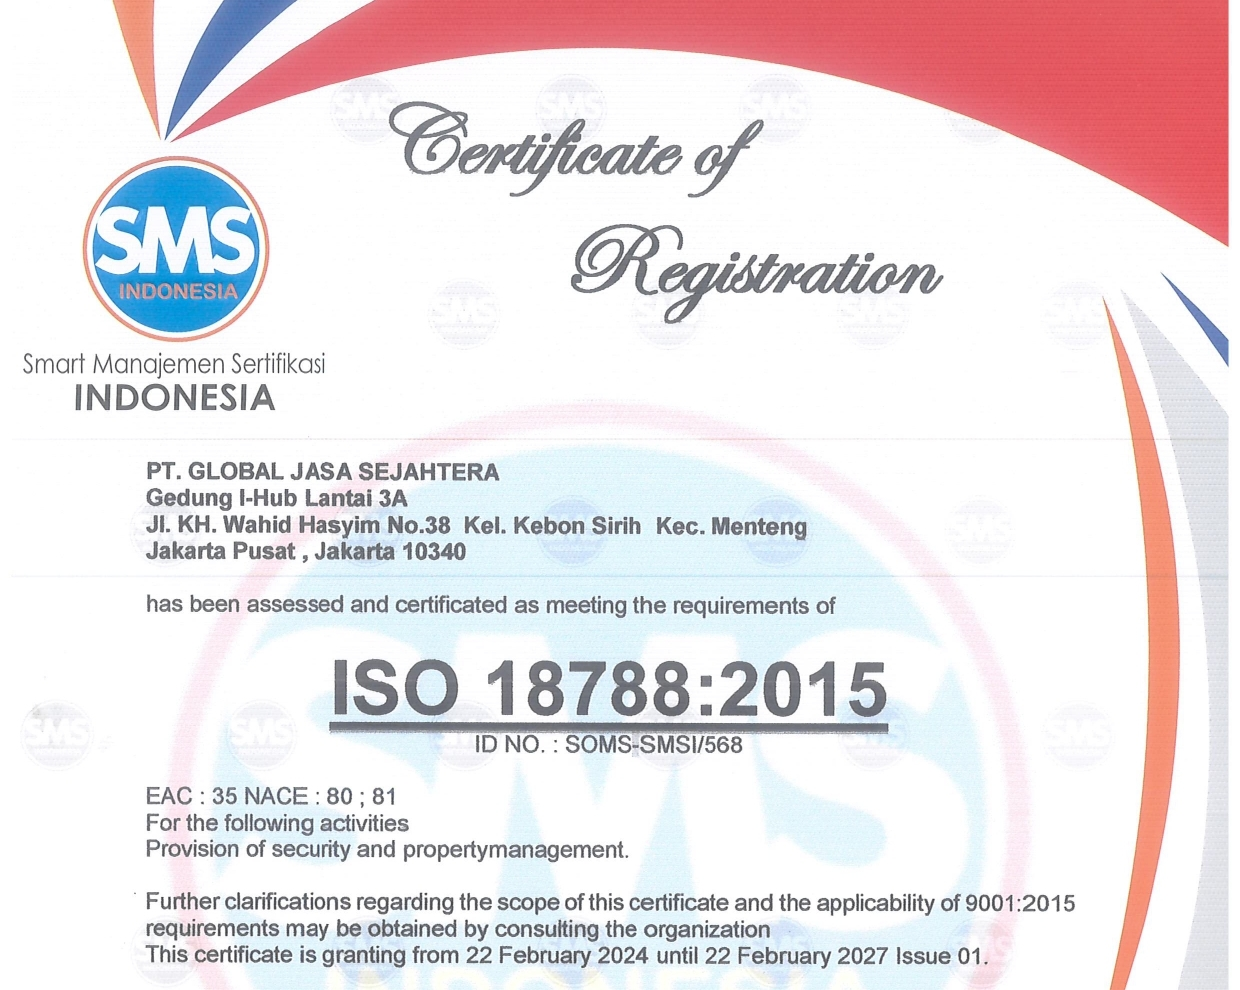 Certificate of
Registration
SMS
INDONESIA
Smart Manajemen Sertifikasi
INDONESIA
PT. GLOBAL JASA SEJAHTERA
Gedung I-Hub Lantai 3A
Jl. KH. Wahid Hasyim No.38 Kel. Kebon Sirih Kec. Menteng
Jakarta Pusat , Jakarta 10340
has been assessed and certificated as meeting the requirements of
ISO 18788:2015
ID NO. : SOMS-SMSI/568
EAC : 35 NACE : 80 ; 81
For the following activities
Provision of security and propertymanagement.
Further clarifications regarding the scope of this certificate and the applicability of 9001:2015
requirements may be obtained by consulting the organization
This certificate is granting from 22 February 2024 until 22 February 2027 Issue 01.
SMS
INDONESIA